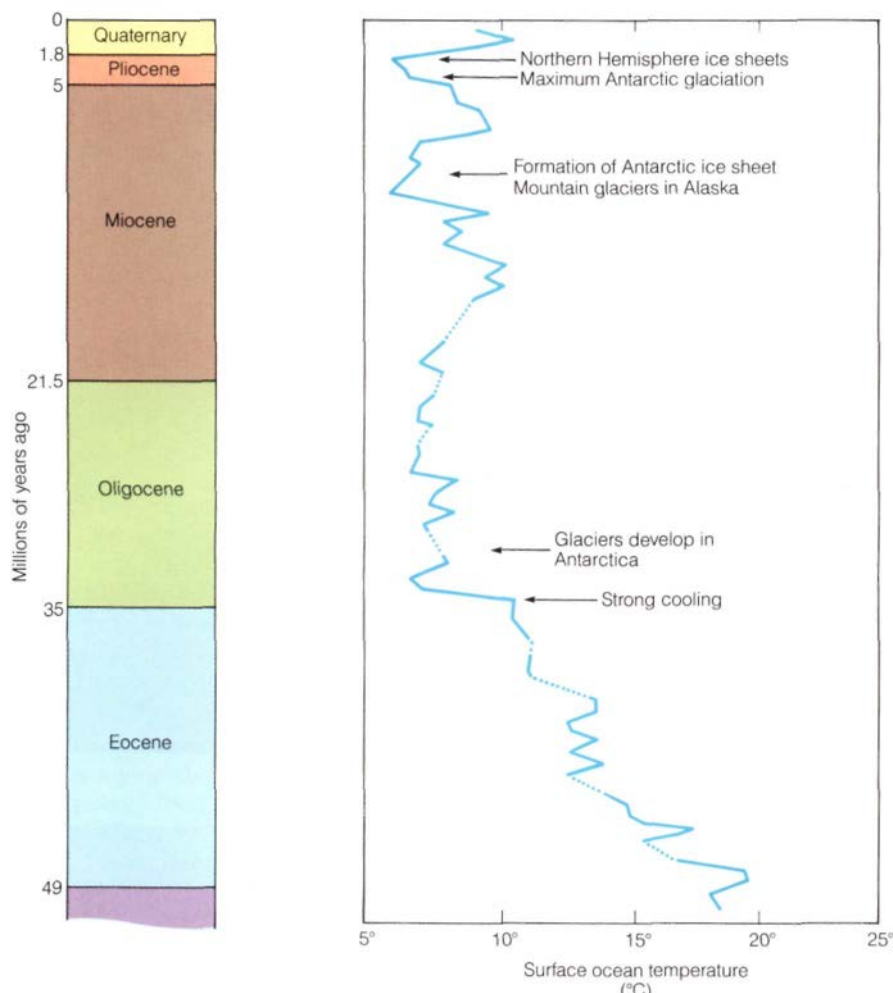 0
Quaternary
1.8
Pliocene
5
Miocene
21.5
Oligocene
35
Eocene
49
Millions of years ago
Northern Hemisphere ice sheets
Maximum Antarctic glaciation
Formation of Antarctic ice sheet
Mountain glaciers in Alaska
Glaciers develop in
Antarctica
Strong cooling
5° 10° 15° 20° 25°
Surface ocean temperature
(°C)